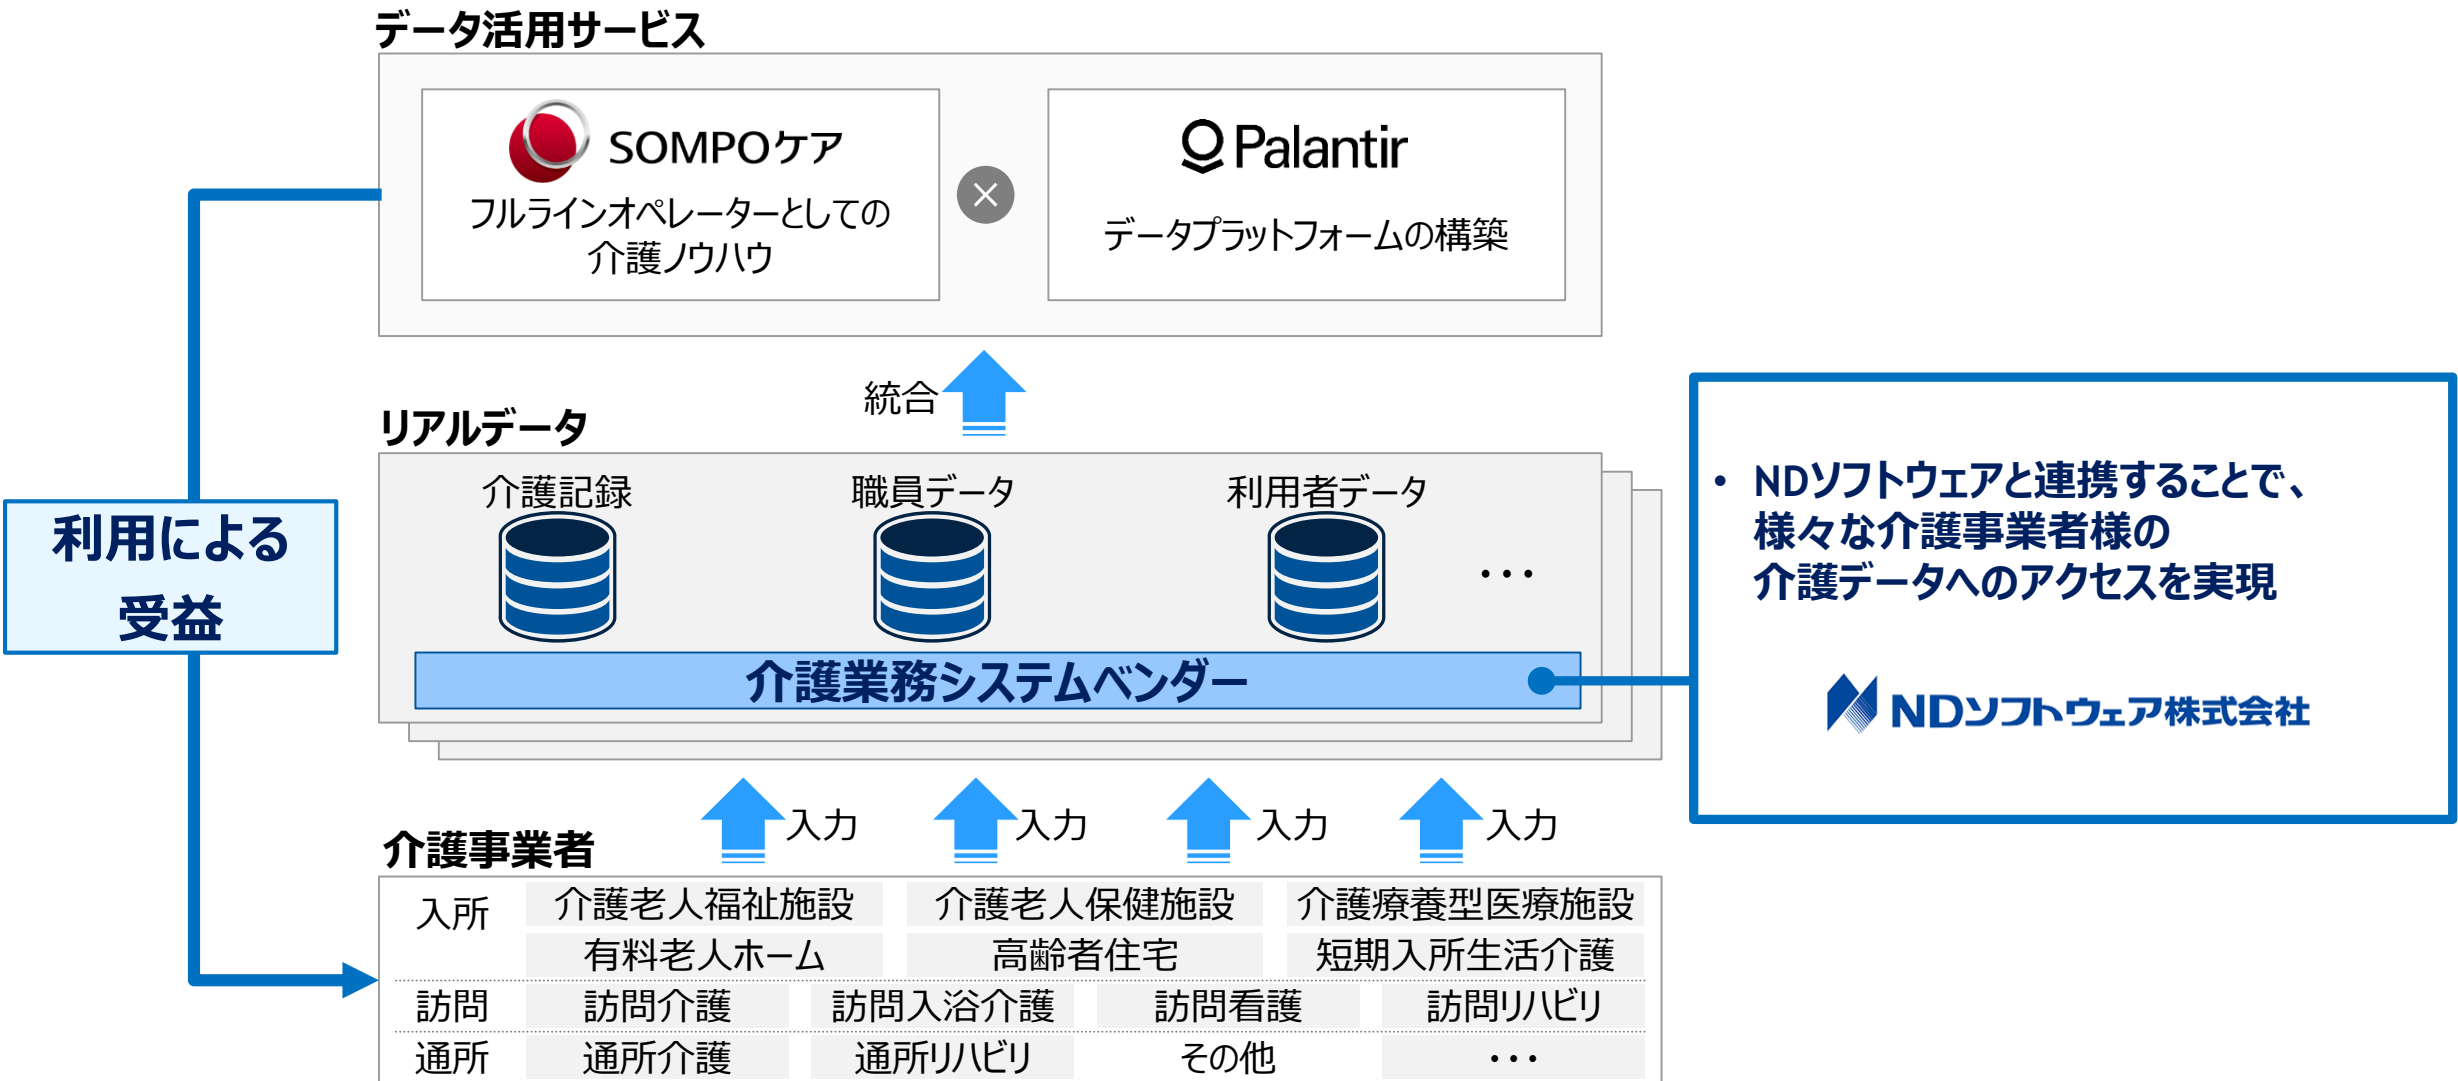 データ活用サービス
SOMPOケア
フルラインオペレーターとしての
介護ノウハウ
×
Palantir
データプラットフォームの構築
統合
リアルデータ
介護記録
職員データ
利用者データ
・・・
介護業務システムベンダー
利用による
受益
• NDソフトウェアと連携することで、
様々な介護事業者様の
介護データへのアクセスを実現
NDソフトウェア株式会社
入力
入力
入力
入力
介護事業者
入所
介護老人福祉施設
介護老人保健施設
介護療養型医療施設
有料老人ホーム
高齢者住宅
短期入所生活介護
訪問
訪問介護
訪問入浴介護
訪問看護
訪問リハビリ
通所
通所介護
通所リハビリ
その他
・・・